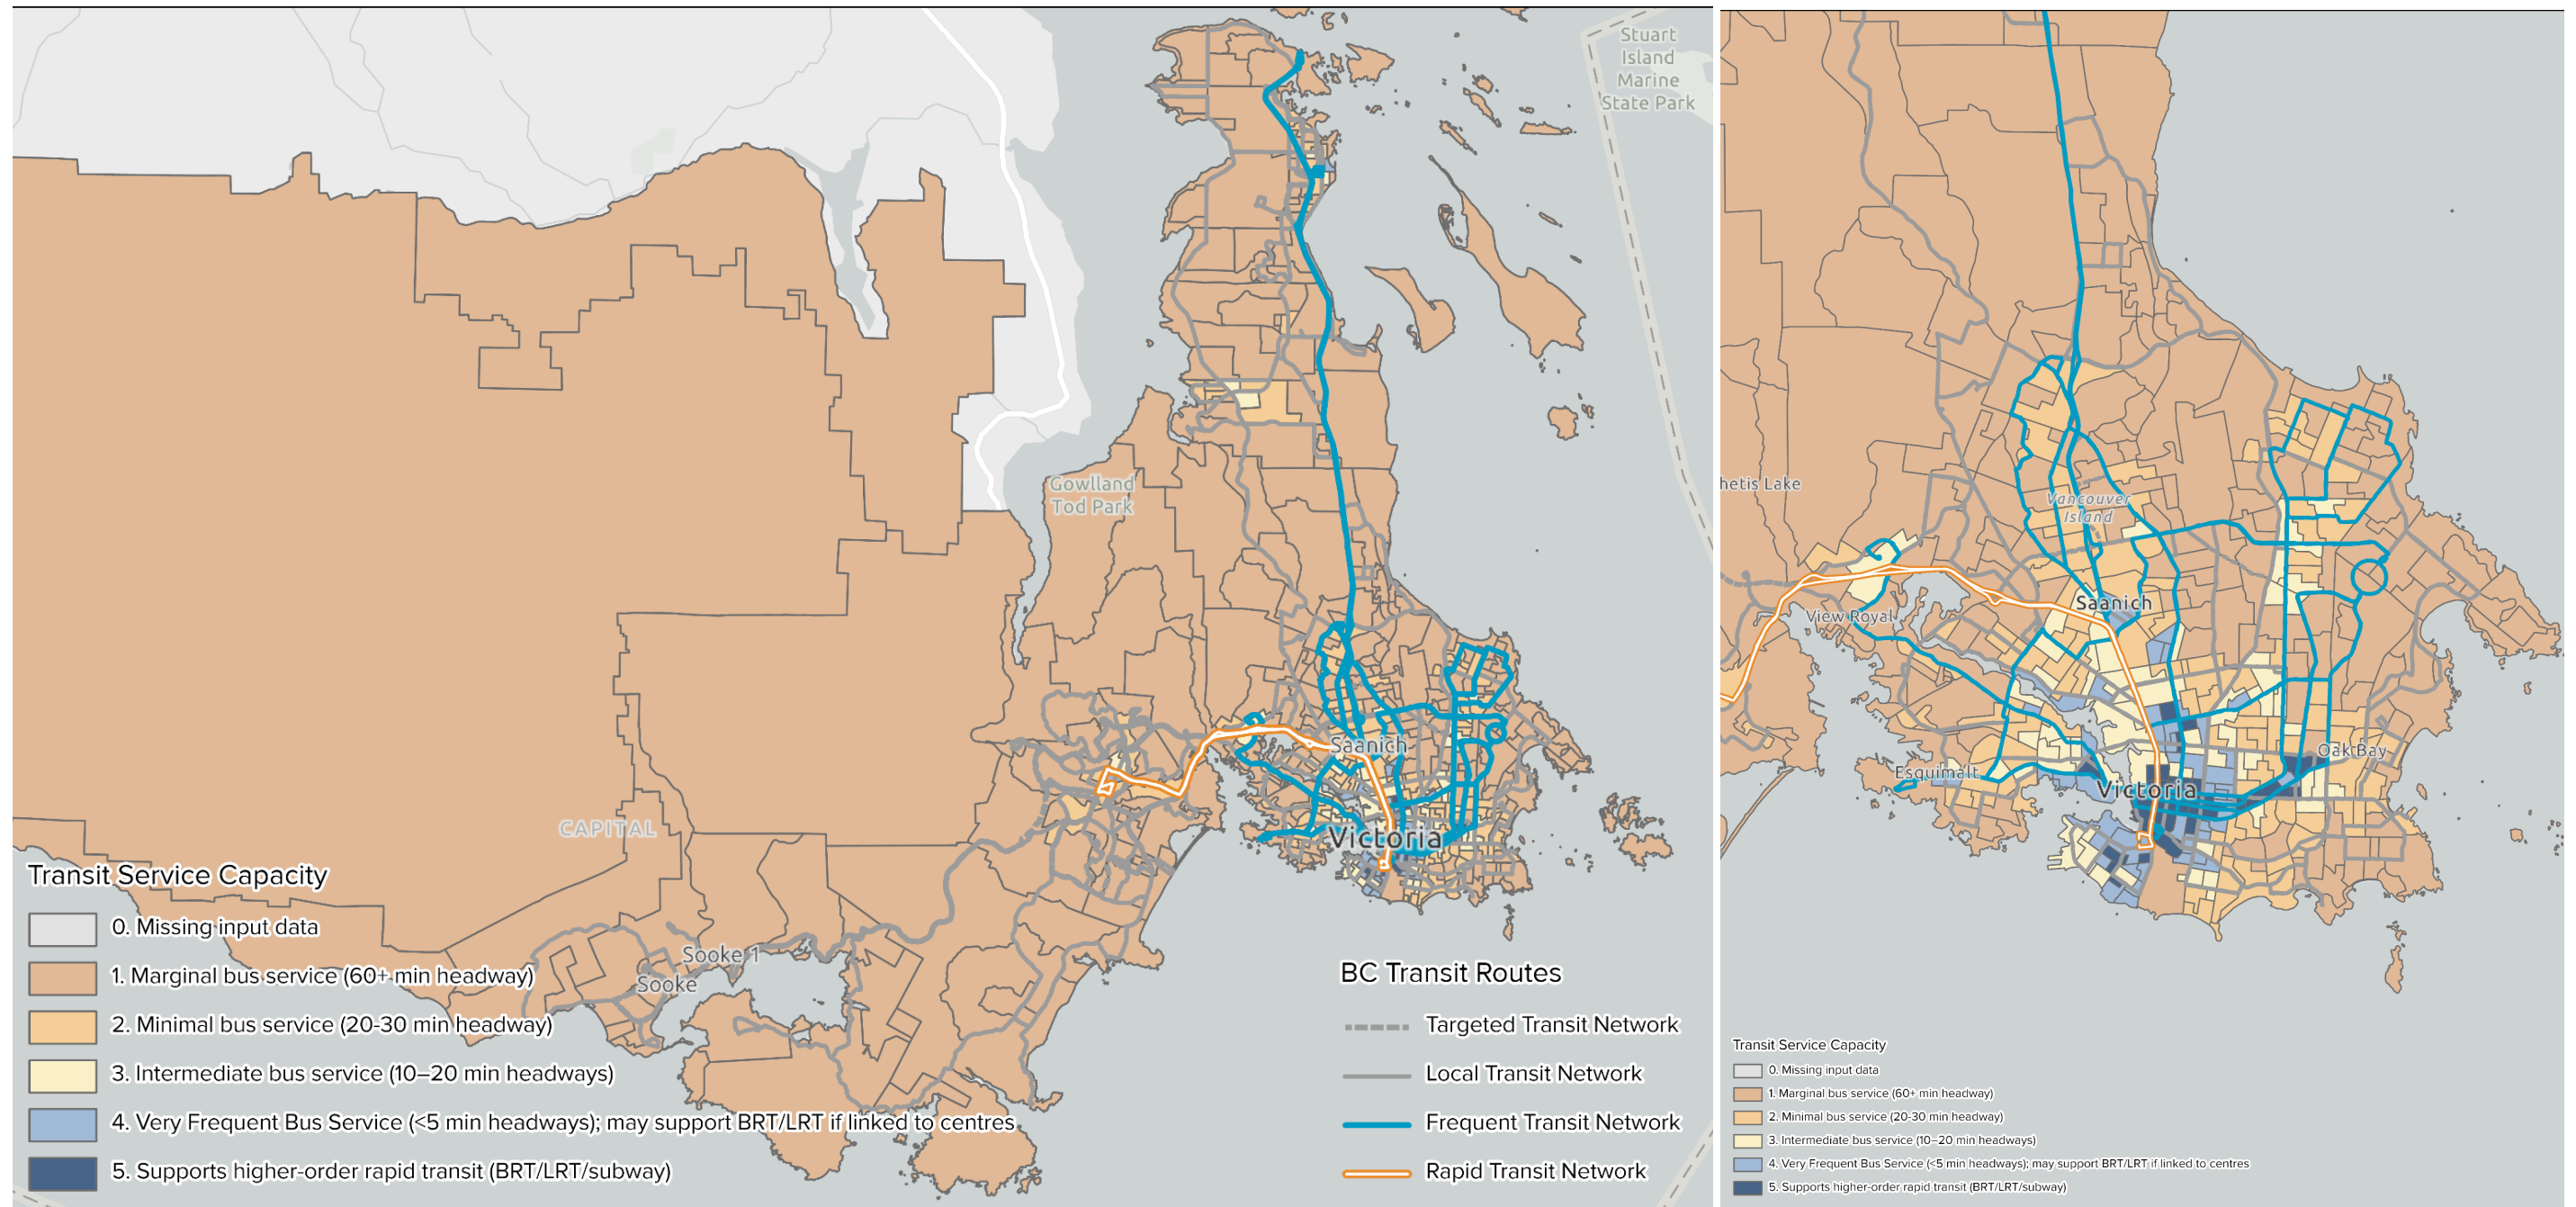 Stuart
Island
Marine
State Park
Gowlland
Tod Park
Saanich
Victoria
CAPITAL
Sooke 1
Sooke
Transit Service Capacity
0. Missing input data
1. Marginal bus service (60+ min headway)
2. Minimal bus service (20-30 min headway)
3. Intermediate bus service (10–20 min headways)
4. Very Frequent Bus Service (<5 min headways); may support BRT/LRT if linked to centres
5. Supports higher-order rapid transit (BRT/LRT/subway)
BC Transit Routes
Targeted Transit Network
Local Transit Network
Frequent Transit Network
Rapid Transit Network
hetis Lake
Vancouver
Island
Saanich
View Royal
Oak Bay
Esquimalt
Victoria
Transit Service Capacity
0. Missing input data
1. Marginal bus service (60+ min headway)
2. Minimal bus service (20-30 min headway)
3. Intermediate bus service (10–20 min headways)
4. Very Frequent Bus Service (<5 min headways); may support BRT/LRT if linked to centres
5. Supports higher-order rapid transit (BRT/LRT/subway)